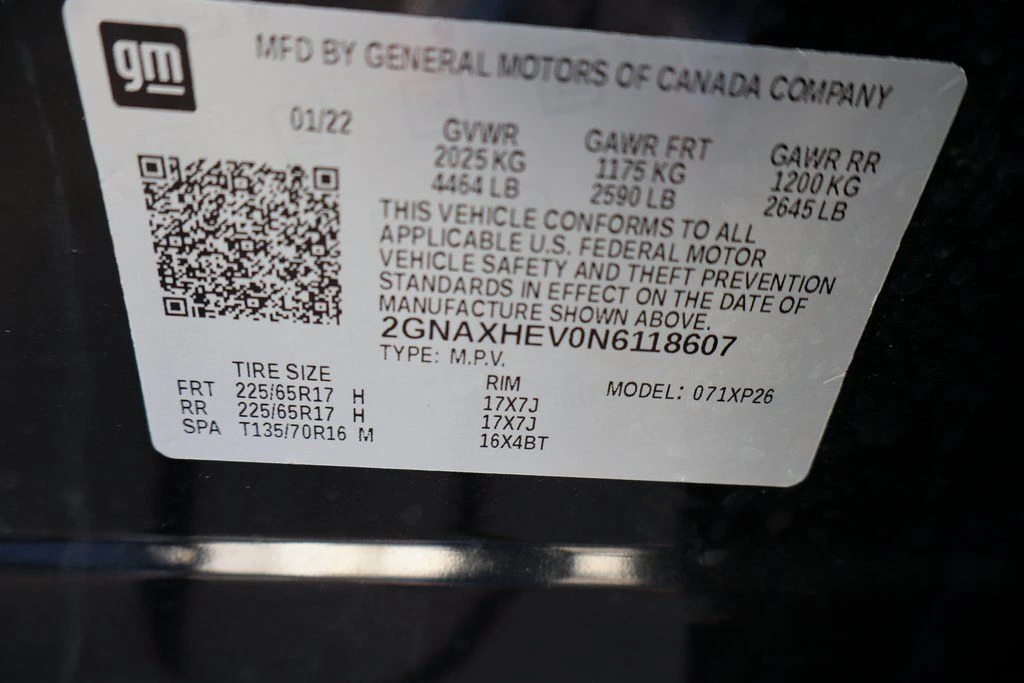 gm
MFD BY GENERAL MOTORS OF CANADA COMPANY
01/22
GVWR GAWR FRT GAWR RR
2025 KG 1175 KG 1200 KG
4464 LB 2590 LB 2645 LB
THIS VEHICLE CONFORMS TO ALL
APPLICABLE U.S. FEDERAL MOTOR
VEHICLE SAFETY AND THEFT PREVENTION
STANDARDS IN EFFECT ON THE DATE OF
MANUFACTURE SHOWN ABOVE.
2GNAXHEV0N6118607
TYPE: M.P.V.
TIRE SIZE RIM MODEL: 071XP26
FRT 225/65R17 H 17X7J
RR 225/65R17 H 17X7J
SPA T135/70R16 M 16X4BT